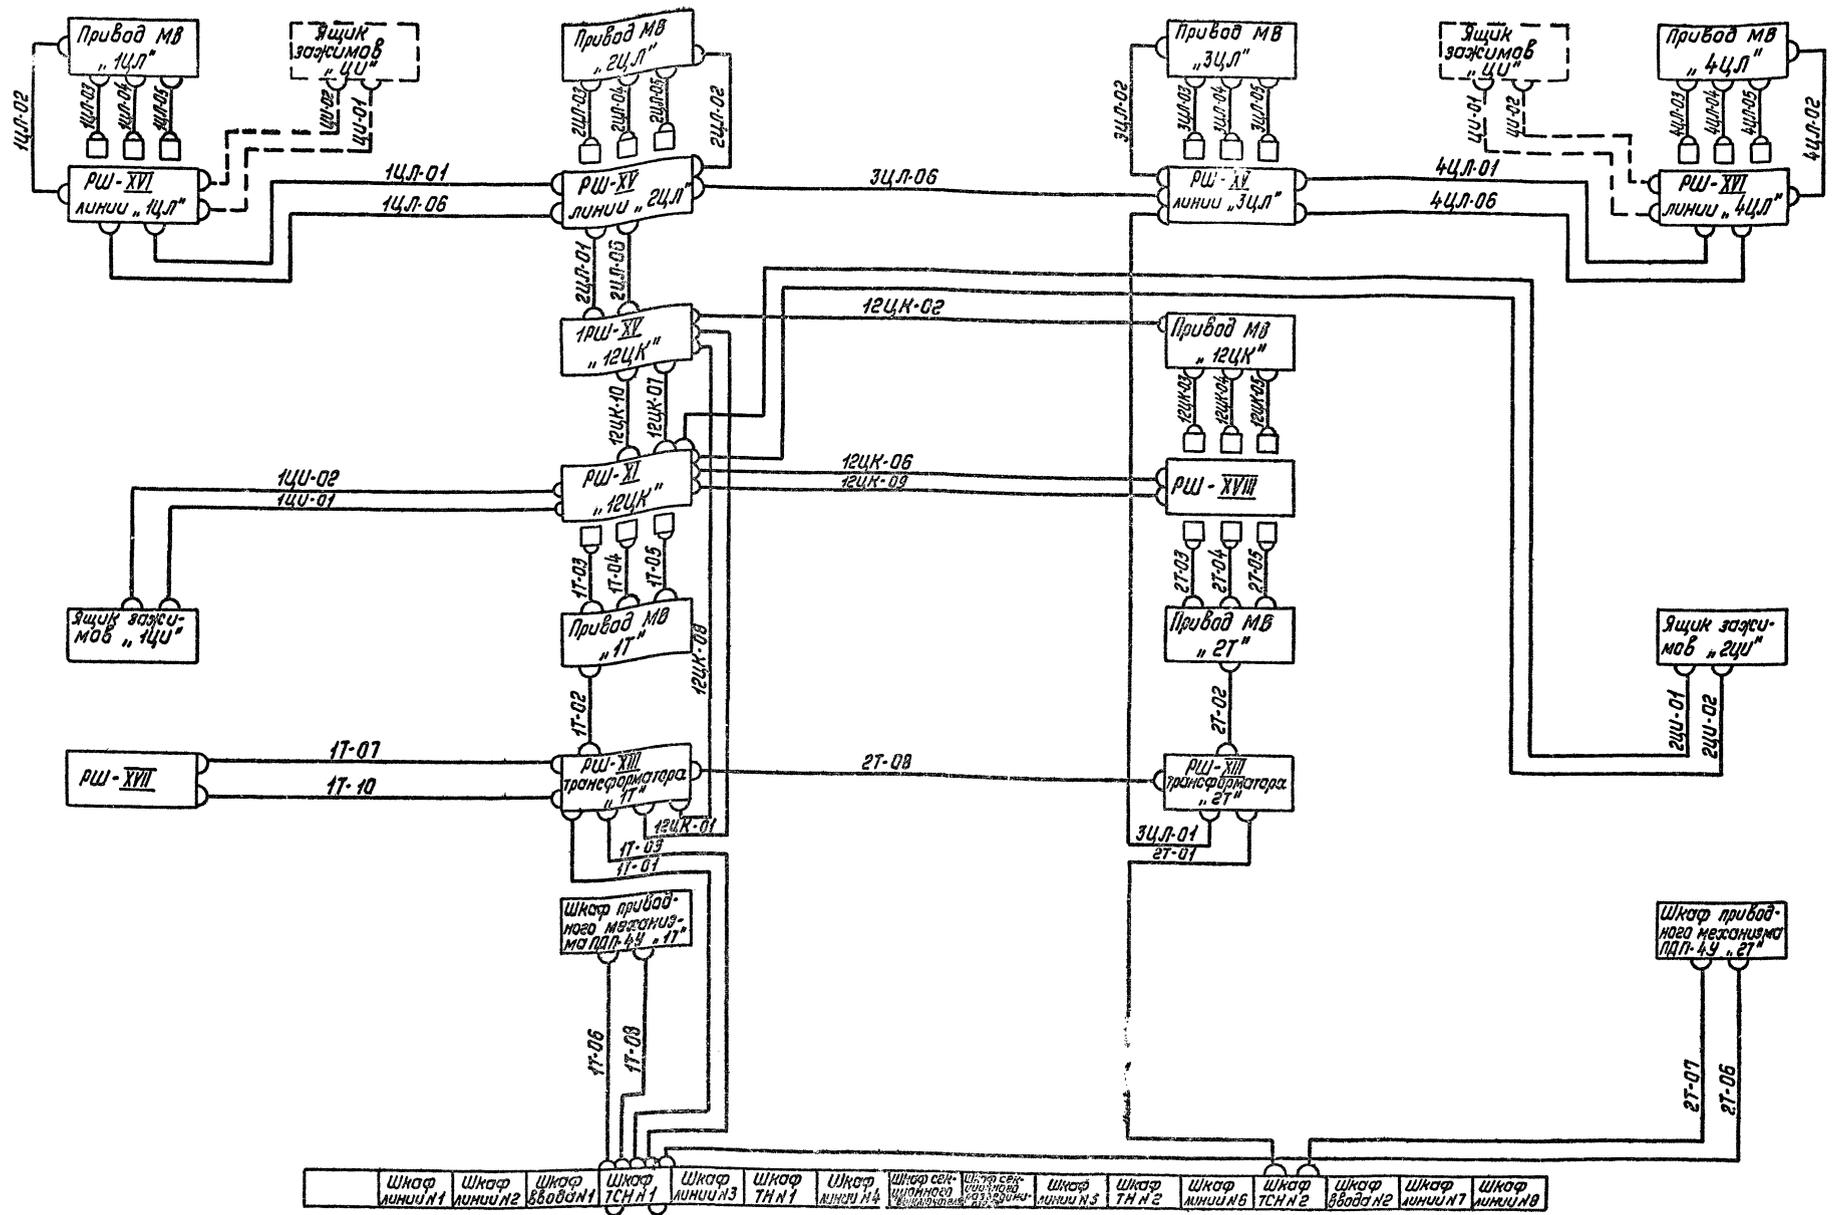 Привод МВ
„1ЦЛ"
Ящик
зажимов
„ЦИ"
Привод МВ
„2ЦЛ"
Привод МВ
„3ЦЛ"
Ящик
зажимов
„ЦИ"
Привод МВ
„4ЦЛ"
1ЦЛ-02
1ЦЛ-03
1ЦЛ-04
1ЦЛ-05
ЦИ-02
ЦИ-01
2ЦЛ-03
2ЦЛ-04
2ЦЛ-05
2ЦЛ-02
3ЦЛ-02
3ЦЛ-03
3ЦЛ-04
3ЦЛ-05
ЦИ-01
ЦИ-02
4ЦЛ-03
4ЦЛ-04
4ЦЛ-05
4ЦЛ-02
РШ-XVI
линии „1ЦЛ"
1ЦЛ-01
1ЦЛ-06
РШ-XV
линии „2ЦЛ"
3ЦЛ-06
РШ-XV
линии „3ЦЛ"
4ЦЛ-01
4ЦЛ-06
РШ-XVI
линии „4ЦЛ"
2ЦЛ-01
2ЦЛ-06
1РШ-XV
„12ЦК"
12ЦК-02
Привод МВ
„12ЦК"
12ЦК-10
12ЦК-07
12ЦК-03
12ЦК-04
12ЦК-05
1ЦИ-02
1ЦИ-01
РШ-XI
„12ЦК"
12ЦК-06
12ЦК-09
РШ-XVIII
1Т-03
1Т-04
1Т-05
2Т-03
2Т-04
2Т-05
Ящик зажи-
мов „1ЦИ"
Привод МВ
„1Т"
12ЦК-08
Привод МВ
„2Т"
Ящик зажи-
мов „2ЦИ"
1Т-02
2Т-02
2ЦИ-01
2ЦИ-02
РШ-XVII
1Т-07
1Т-10
РШ-XIII
трансформатора
„1Т"
2Т-08
РШ-XIII
трансформатора
„2Т"
12ЦК-01
1Т-09
1Т-01
3ЦЛ-01
2Т-01
Шкаф привод-
ного механиз-
ма ПДП-4У „1Т"
Шкаф привод-
ного механизма
ПДП-4У „2Т"
1Т-06
1Т-08
2Т-07
2Т-06
Шкаф
линии N1
Шкаф
линии N2
Шкаф
ввода N1
Шкаф
ТСН N1
Шкаф
линии N3
Шкаф
ТН N1
Шкаф
линии N4
Шкаф сек-
ционного
Шкаф сек-
ционного
Шкаф
линии N5
Шкаф
ТН N2
Шкаф
линии N6
Шкаф
ТСН N2
Шкаф
ввода N2
Шкаф
линии N7
Шкаф
линии N8